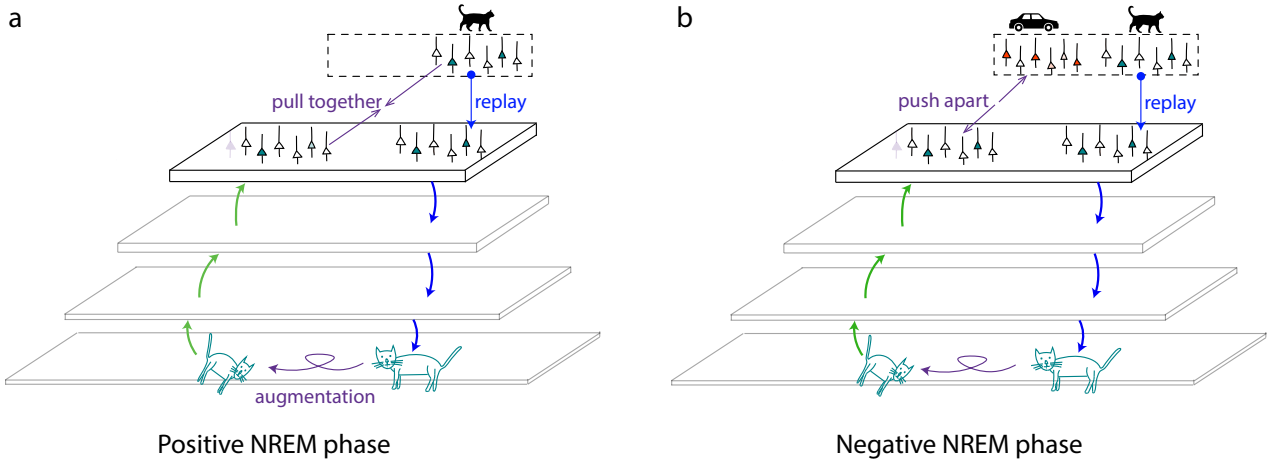 a
pull together
replay
augmentation
Positive NREM phase
b
push apart
replay
Negative NREM phase